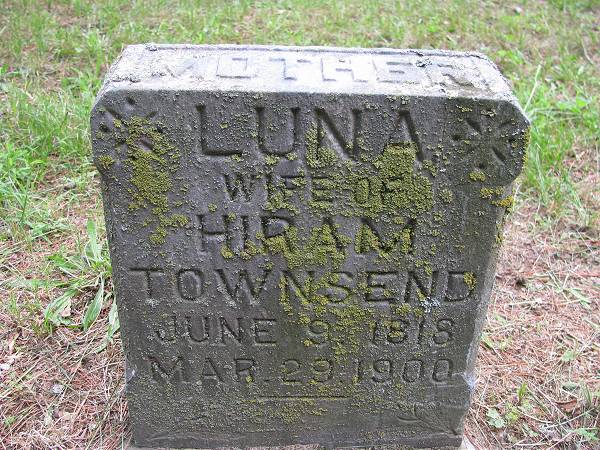 MOTHER
LUNA
WIFE OF
HIRAM
TOWNSEND
JUNE 9. 1818
MAR. 29. 1900